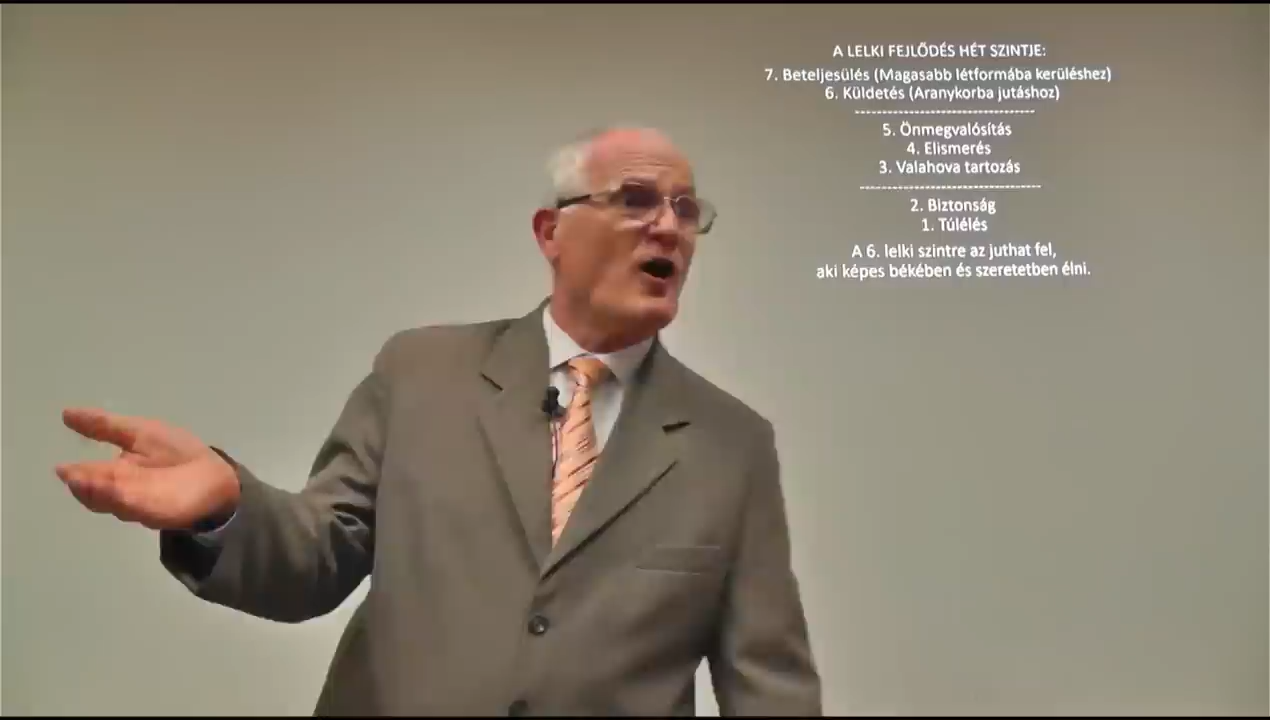 A LELKI FEJLŐDÉS HÉT SZINTJE:
7. Beteljesülés (Magasabb létformába kerüléshez)
6. Küldetés (Aranykorba jutáshoz)
------------------------------
5. Önmegvalósítás
4. Elismerés
3. Valahova tartozás
------------------------------
2. Biztonság
1. Túlélés
A 6. lelki szintre az juthat fel,
aki képes békében és szeretetben élni.